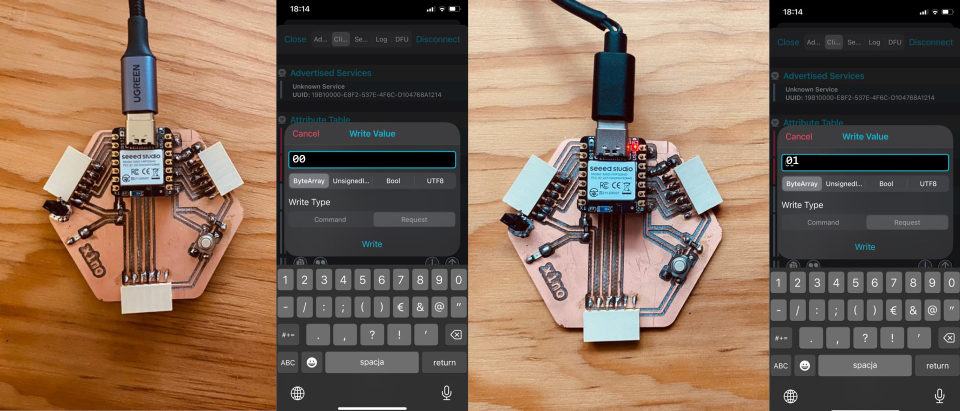 UGREEN
seeed studio
xino
18:14
Close Ad... Cli... Se... Log DFU Disconnect
Advertised Services
Unknown Service
UUID: 19B10000-E8F2-537E-4F6C-D104768A1214
Attribute Table
Cancel Write Value
00
ByteArray UnsignedI... Bool UTF8
Write Type
Command Request
Write
1 2 3 4 5 6 7 8 9 0
- / : ; ( ) € & @ "
#+= . , ? ! '
ABC spacja return
seeed studio
xino
18:14
Close Ad... Cli... Se... Log DFU Disconnect
Advertised Services
Unknown Service
UUID: 19B10000-E8F2-537E-4F6C-D104768A1214
Attribute Table
Cancel Write Value
01
ByteArray UnsignedI... Bool UTF8
Write Type
Command Request
Write
1 2 3 4 5 6 7 8 9 0
- / : ; ( ) € & @ "
#+= . , ? ! '
ABC spacja return